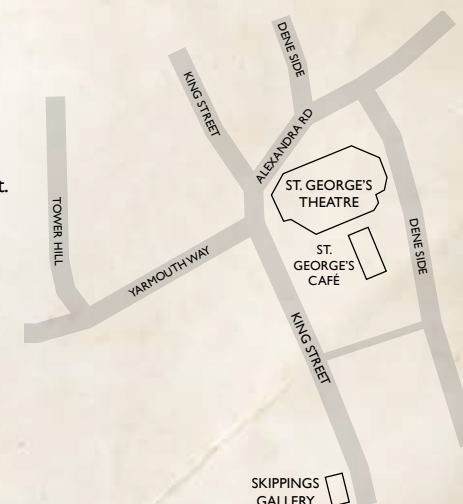 DENE SIDE
KING STREET
ALEXANDRA RD
t.
ST. GEORGE'S
THEATRE
TOWER HILL
DENE SIDE
ST.
GEORGE'S
CAFÉ
YARMOUTH WAY
KING STREET
SKIPPINGS
GALLERY